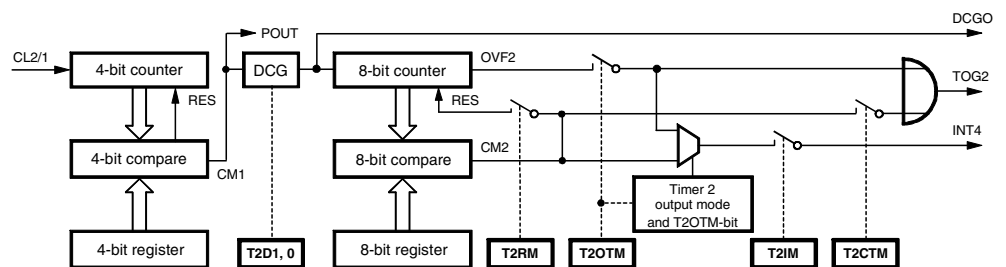 DCGO
POUT
CL2/1
4-bit counter
DCG
8-bit counter
OVF2
TOG2
RES
RES
4-bit compare
CM1
8-bit compare
CM2
INT4
Timer 2
output mode
and T2OTM-bit
4-bit register
T2D1, 0
8-bit register
T2RM
T2OTM
T2IM
T2CTM